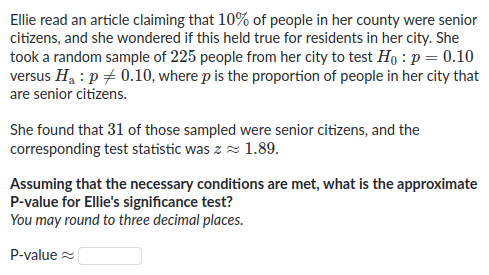 Ellie read an article claiming that 10% of people in her county were senior
citizens, and she wondered if this held true for residents in her city. She
took a random sample of 225 people from her city to test H₀ : p = 0.10
versus Hₐ : p ≠ 0.10, where p is the proportion of people in her city that
are senior citizens.
She found that 31 of those sampled were senior citizens, and the
corresponding test statistic was z ≈ 1.89.
Assuming that the necessary conditions are met, what is the approximate
P-value for Ellie's significance test?
You may round to three decimal places.
P-value ≈